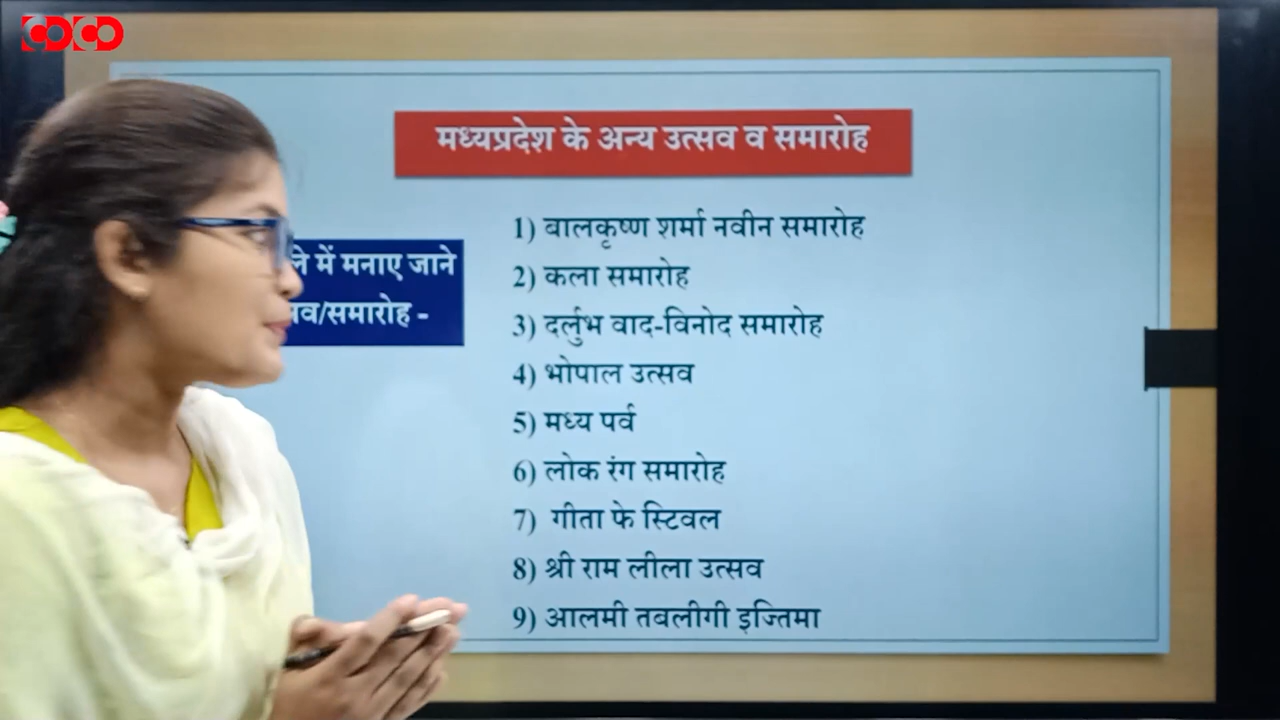 COCO
मध्यप्रदेश के अन्य उत्सव व समारोह
में मनाए जाने
/समारोह -
1) बालकृष्ण शर्मा नवीन समारोह
2) कला समारोह
3) दर्लुभ वाद-विनोद समारोह
4) भोपाल उत्सव
5) मध्य पर्व
6) लोक रंग समारोह
7) गीता फे स्टिवल
8) श्री राम लीला उत्सव
9) आलमी तबलीगी इज्तिमा